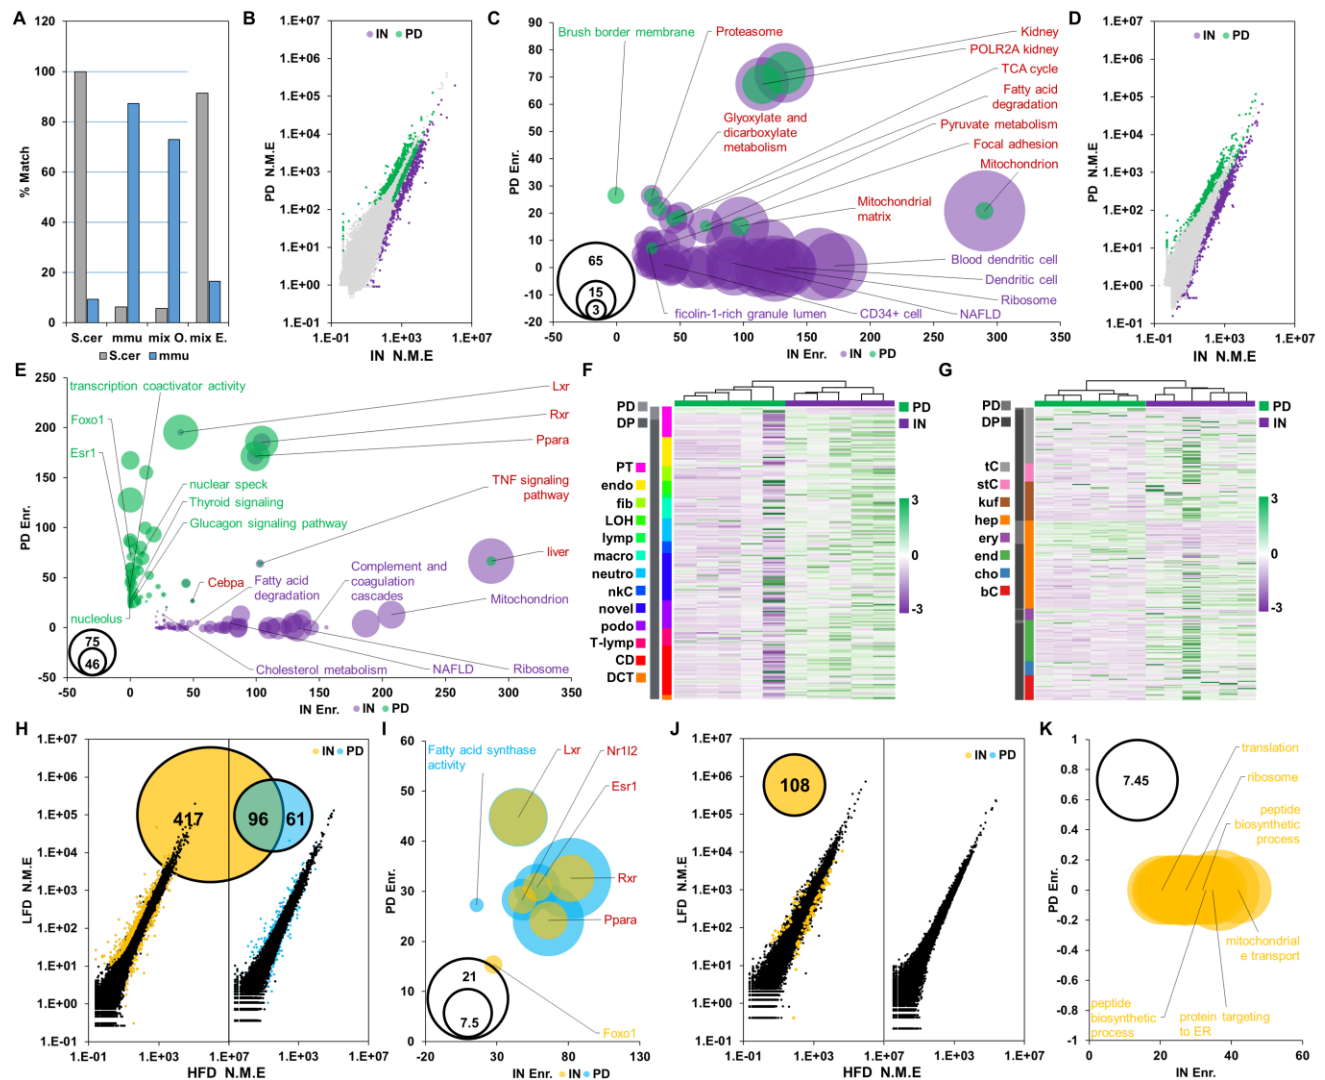 A
120
100
80
60
40
20
0
% Match
S.cer mmu mix O. mix E.
S.cer mmu
B
1.E+07
1.E+06
1.E+05
1.E+04
1.E+03
1.E+02
1.E+01
1.E+00
1.E-01
PD N.M.E
IN PD
1.E-01 1.E+03 1.E+07
IN N.M.E
C
90
80
70
60
50
40
30
20
10
0
-10
-20
PD Enr.
Brush border membrane
Proteasome
Kidney
POLR2A kidney
TCA cycle
Fatty acid
degradation
Glyoxylate and
dicarboxylate
metabolism
Pyruvate metabolism
Focal adhesion
Mitochondrion
Mitochondrial
matrix
Blood dendritic cell
Dendritic cell
Ribosome
ficolin-1-rich granule lumen
CD34+ cell
NAFLD
65
15
3
-50 0 50 100 150 200 250 300 350
IN Enr. IN PD
D
1.E+07
1.E+06
1.E+05
1.E+04
1.E+03
1.E+02
1.E+01
1.E+00
1.E-01
PD N.M.E
IN PD
1.E-01 1.E+03 1.E+07
IN N.M.E
E
250
200
150
100
50
0
-50
PD Enr.
transcription coactivator activity
Foxo1
Esr1
nuclear speck
Thyroid signaling
Glucagon signaling pathway
Lxr
Rxr
Ppara
TNF signaling
pathway
liver
Cebpa
Fatty acid
degradation
Complement and
coagulation
cascades
Mitochondrion
nucleolus
75
46
Cholesterol metabolism
NAFLD
Ribosome
-50 0 50 100 150 200 250 300 350
IN Enr. IN PD
F
PD
DP
PD
IN
PT
endo
fib
LOH
lymp
macro
neutro
nkC
novel
podo
T-lymp
CD
DCT
3
0
-3
G
PD
DP
PD
IN
tC
stC
kuf
hep
ery
end
cho
bC
3
0
-3
H
1.E+07
1.E+06
1.E+05
1.E+04
1.E+03
1.E+02
1.E+01
1.E+00
1.E-01
LFD N.M.E
IN PD
417
96
61
1.E-01 1.E+03 1.E+07 1.E+03 1.E+07
HFD N.M.E
I
60
50
40
30
20
10
0
PD Enr.
Fatty acid synthase
activity
Lxr
Nr1l2
Esr1
Rxr
Ppara
Foxo1
21
7.5
-20 30 80 130
IN Enr. IN PD
J
1.E+07
1.E+06
1.E+05
1.E+04
1.E+03
1.E+02
1.E+01
1.E+00
1.E-01
LFD N.M.E
IN PD
108
1.E-01 1.E+03 1.E+07 1.E+03 1.E+07
HFD N.M.E
K
1
0.8
0.6
0.4
0.2
0
-0.2
-0.4
-0.6
-0.8
-1
PD Enr.
7.45
translation
ribosome
peptide
biosynthetic
process
mitochondrial
e transport
peptide
biosynthetic
process
protein targeting
to ER
0 20 40 60
IN Enr.